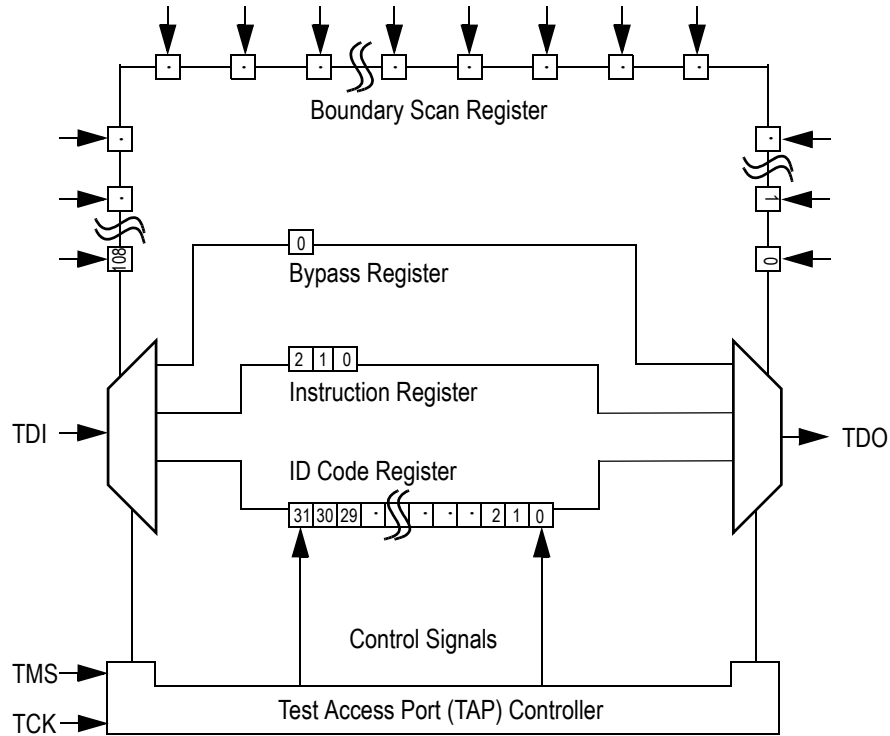 · · · · · · · ·
Boundary Scan Register
· ·
· 1
108 0
0
Bypass Register
2 1 0
Instruction Register
TDI TDO
ID Code Register
31 30 29 · · · · 2 1 0
Control Signals
TMS
Test Access Port (TAP) Controller
TCK